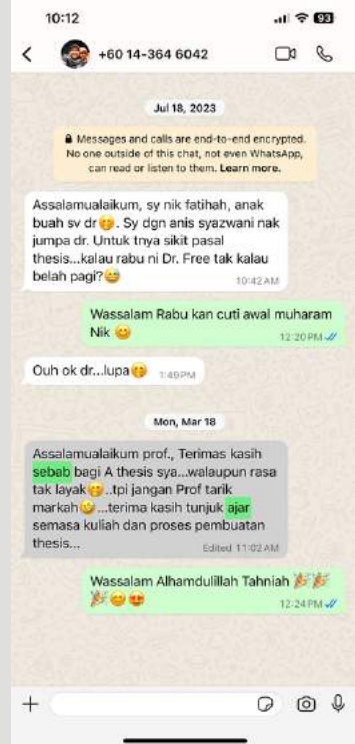 10:12
93
+60 14-364 6042
Jul 18, 2023
Messages and calls are end-to-end encrypted.
No one outside of this chat, not even WhatsApp,
can read or listen to them. Learn more.
Assalamualaikum, sy nik fatihah, anak
buah sv dr🤭. Sy dgn anis syazwani nak
jumpa dr. Untuk tnya sikit pasal
thesis...kalau rabu ni Dr. Free tak kalau
belah pagi?😅
10:42 AM
Wassalam Rabu kan cuti awal muharam
Nik 😄
12:20 PM
Ouh ok dr...lupa🤭
1:49 PM
Mon, Mar 18
Assalamualaikum prof., Terimas kasih
sebab bagi A thesis sya...walaupun rasa
tak layak🤭..tpi jangan Prof tarik
markah🤣...terima kasih tunjuk ajar
semasa kuliah dan proses pembuatan
thesis...
Edited 11:02 AM
Wassalam Alhamdulillah Tahniah 🎉🎉
🎉😄😍
12:24 PM